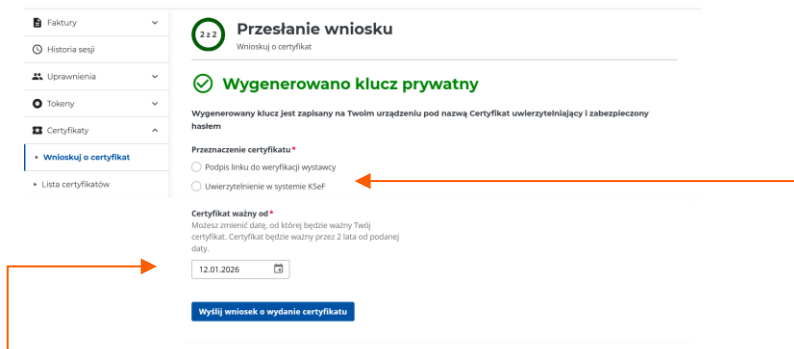 Faktury
Historia sesji
Uprawnienia
Tokeny
Certyfikaty
Wnioskuj o certyfikat
Lista certyfikatów
2 z 2
Przesłanie wniosku
Wnioskuj o certyfikat
Wygenerowano klucz prywatny
Wygenerowany klucz jest zapisany na Twoim urządzeniu pod nazwą Certyfikat uwierzytelniający i zabezpieczony
hasłem
Przeznaczenie certyfikatu*
Podpis linku do weryfikacji wystawcy
Uwierzytelnienie w systemie KSeF
Certyfikat ważny od*
Możesz zmienić datę, od której będzie ważny Twój
certyfikat. Certyfikat będzie ważny przez 2 lata od podanej
daty.
12.01.2026
Wyślij wniosek o wydanie certyfikatu